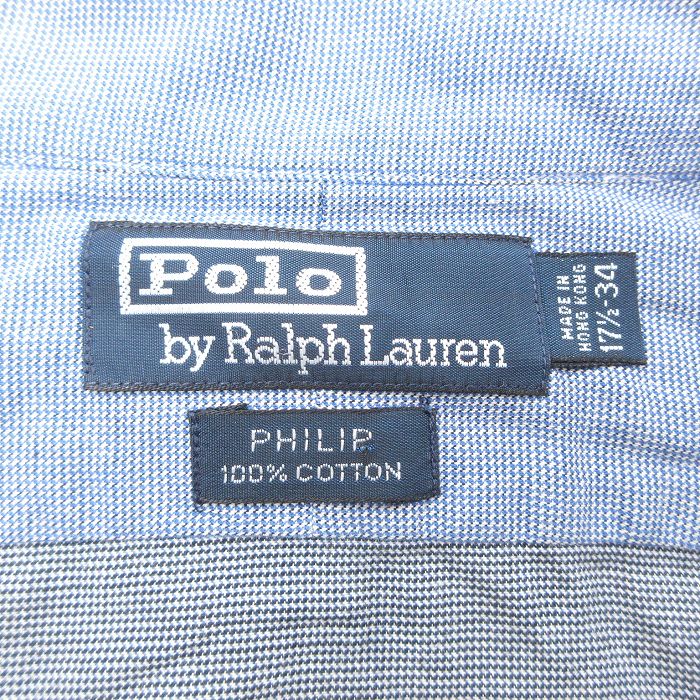 Polo
by Ralph Lauren
MADE IN
HONG KONG
17½-34
PHILIP
100% COTTON